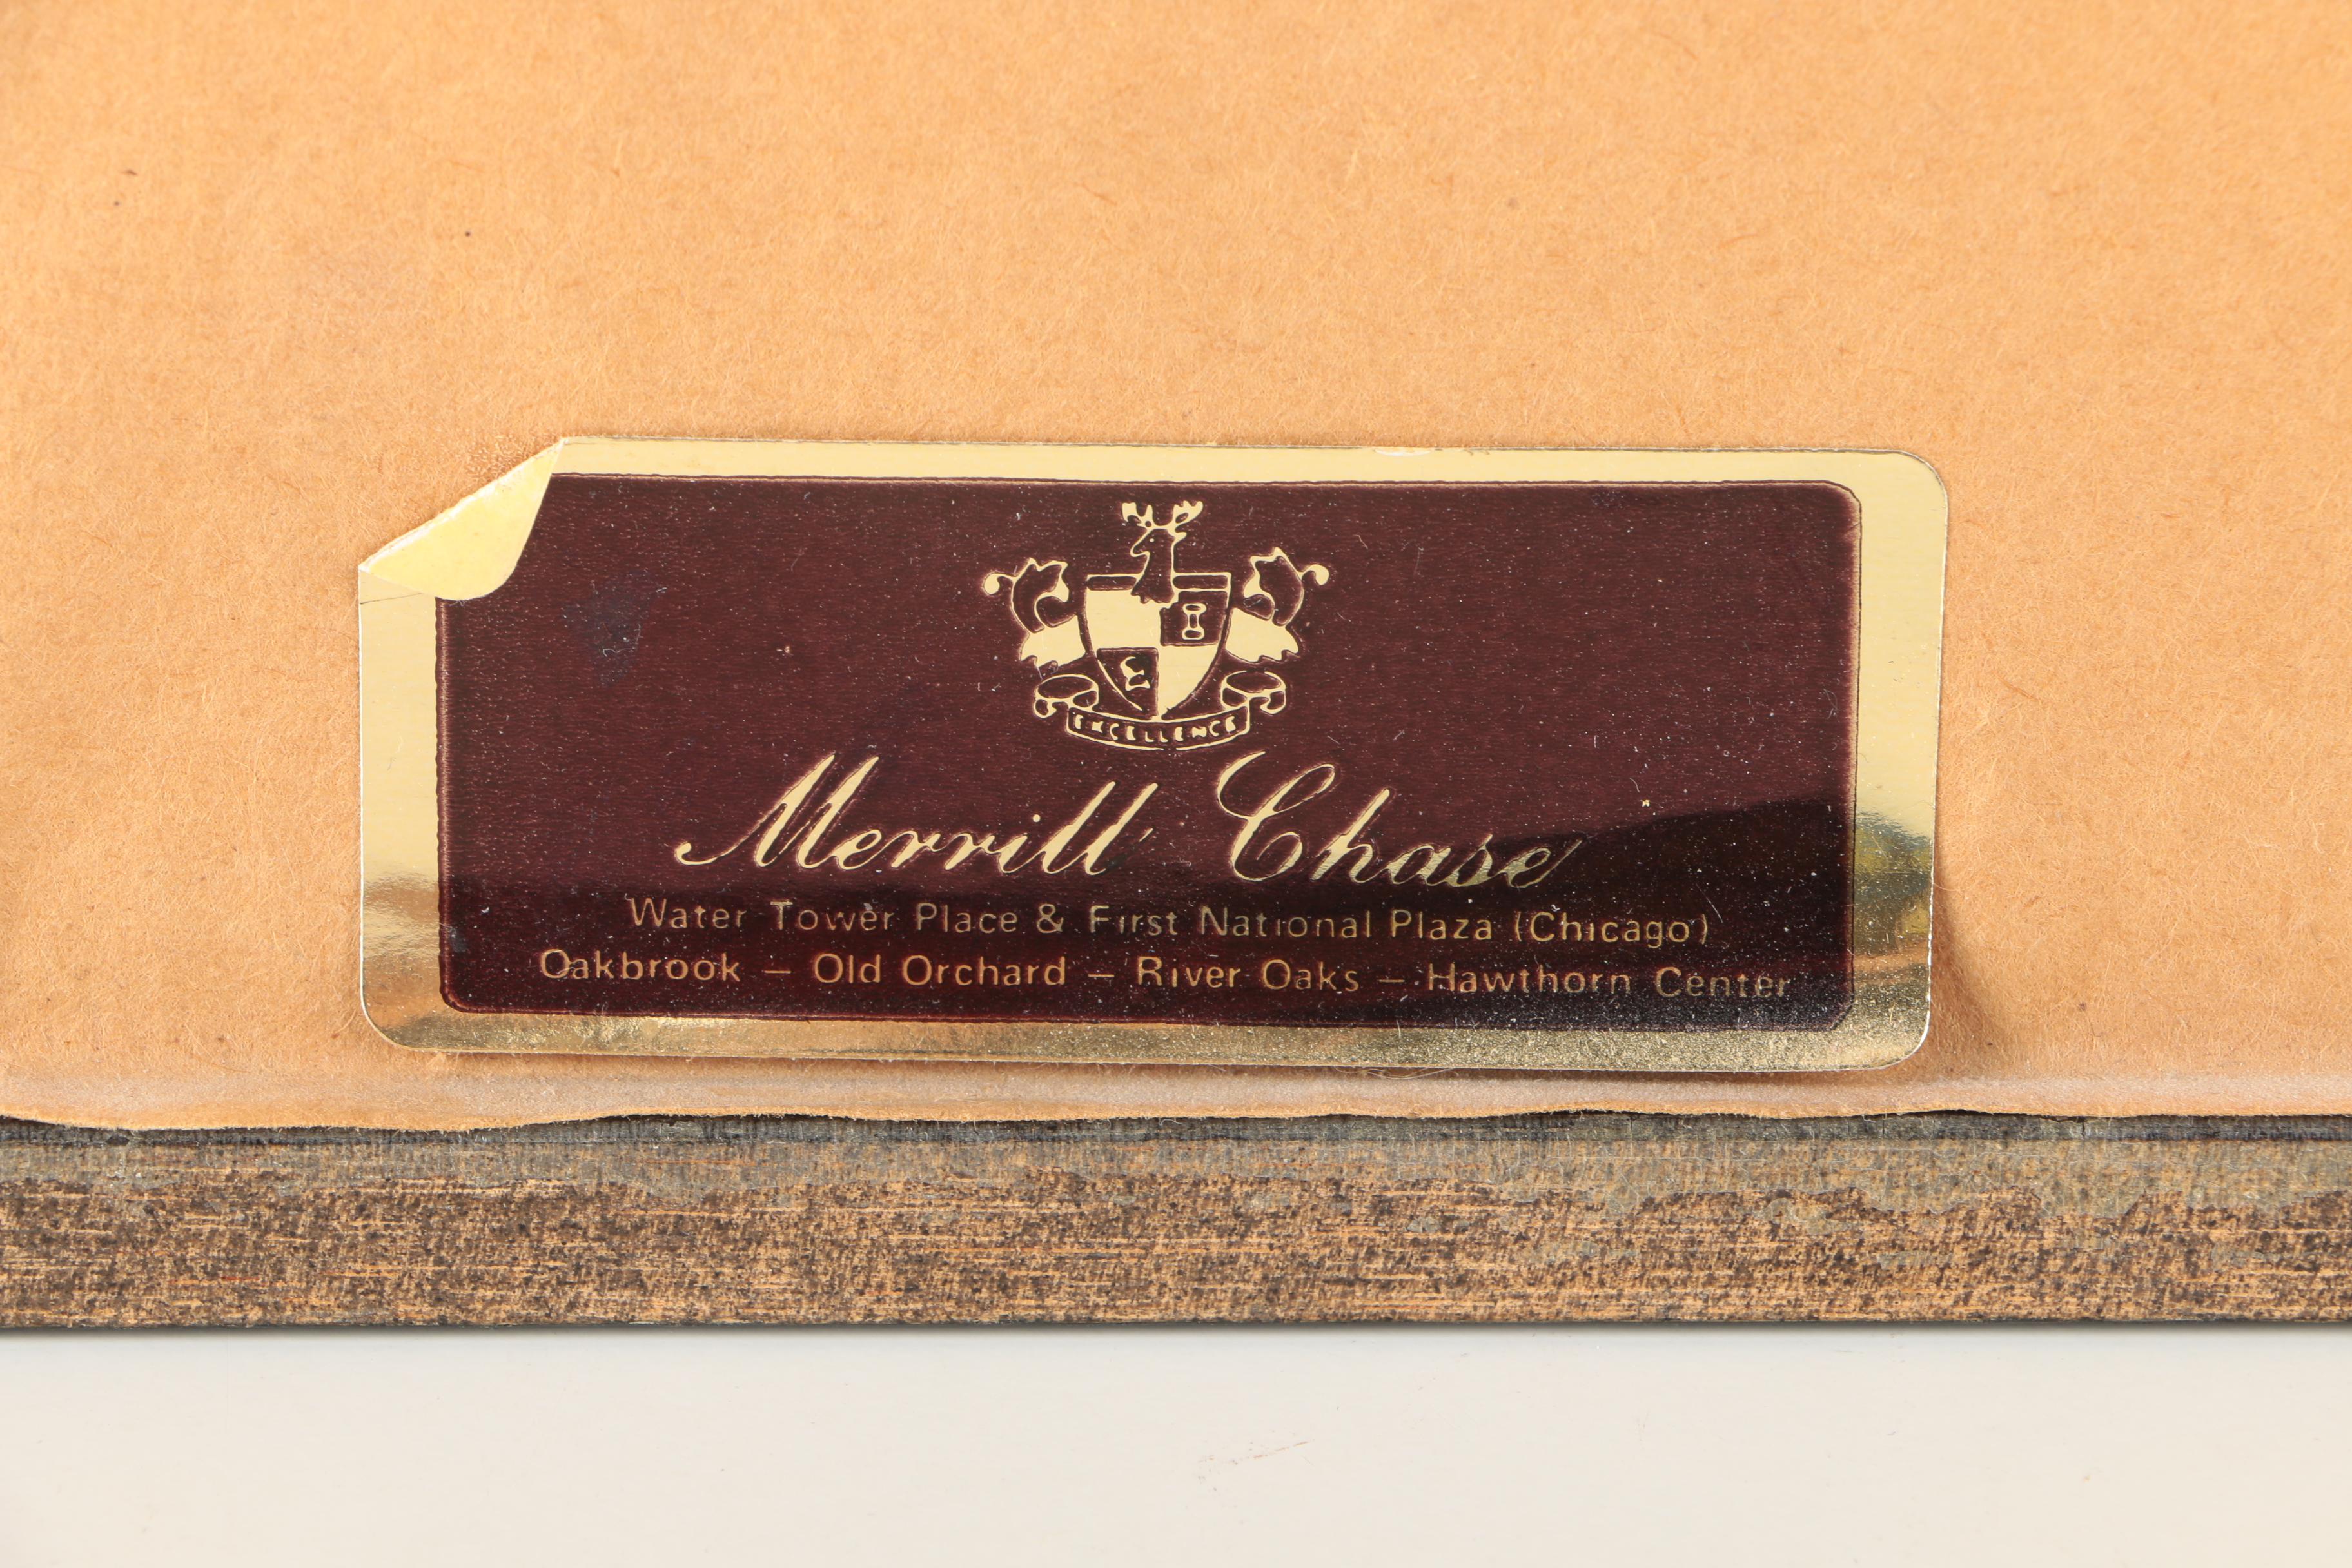 EXCELLENCE
Merrill Chase
Water Tower Place & First National Plaza (Chicago)
Oakbrook – Old Orchard – River Oaks – Hawthorn Center